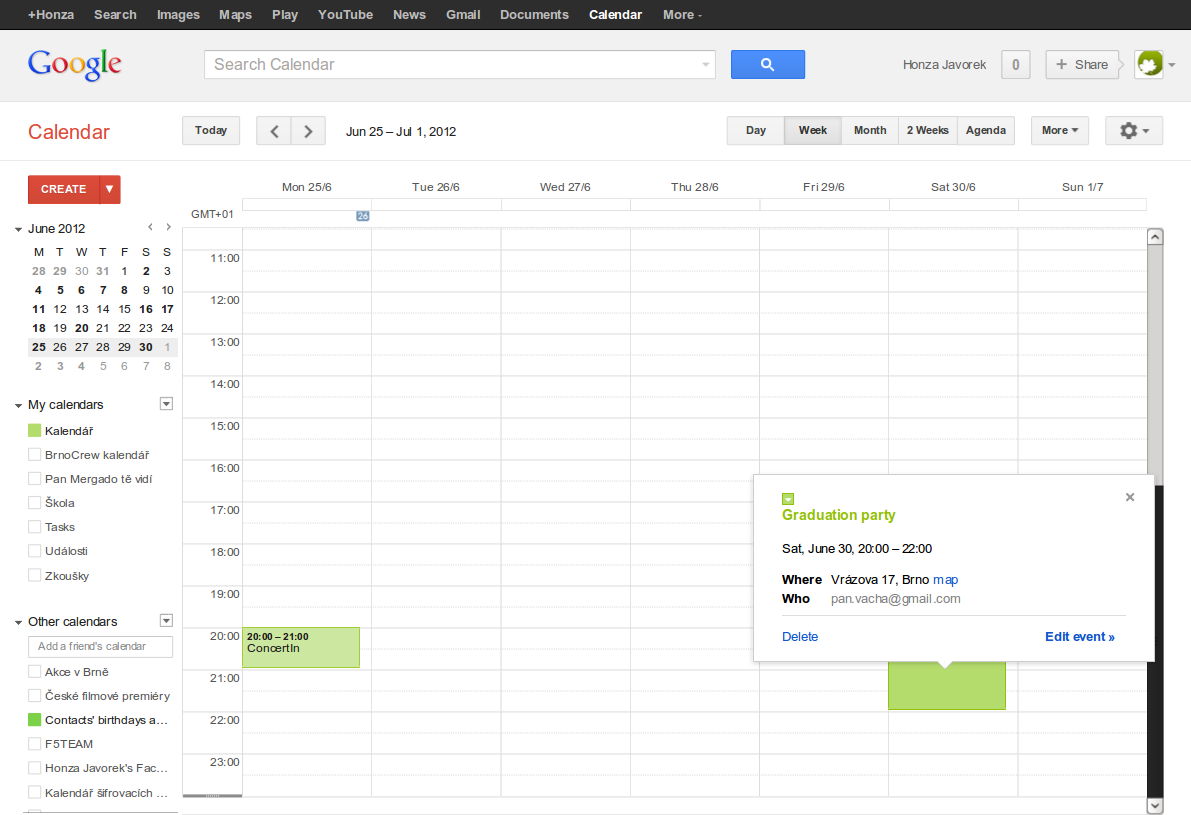 +Honza Search Images Maps Play YouTube News Gmail Documents Calendar More
Google Search Calendar Honza Javorek 0 + Share
Calendar Today Jun 25 – Jul 1, 2012 Day Week Month 2 Weeks Agenda More
CREATE
Mon 25/6 Tue 26/6 Wed 27/6 Thu 28/6 Fri 29/6 Sat 30/6 Sun 1/7
GMT+01 26
June 2012
M T W T F S S
28 29 30 31 1 2 3
4 5 6 7 8 9 10
11 12 13 14 15 16 17
18 19 20 21 22 23 24
25 26 27 28 29 30 1
2 3 4 5 6 7 8
My calendars
Kalendář
BrnoCrew kalendář
Pan Mergado tě vidí
Škola
Tasks
Události
Zkoušky
Other calendars
Add a friend's calendar
Akce v Brně
České filmové premiéry
Contacts' birthdays a...
F5TEAM
Honza Javorek's Fac...
Kalendář šifrovacích ...
11:00
12:00
13:00
14:00
15:00
16:00
17:00
18:00
19:00
20:00
21:00
22:00
23:00
20:00 – 21:00
ConcertIn
Graduation party
Sat, June 30, 20:00 – 22:00
Where Vrázova 17, Brno map
Who pan.vacha@gmail.com
Delete Edit event »